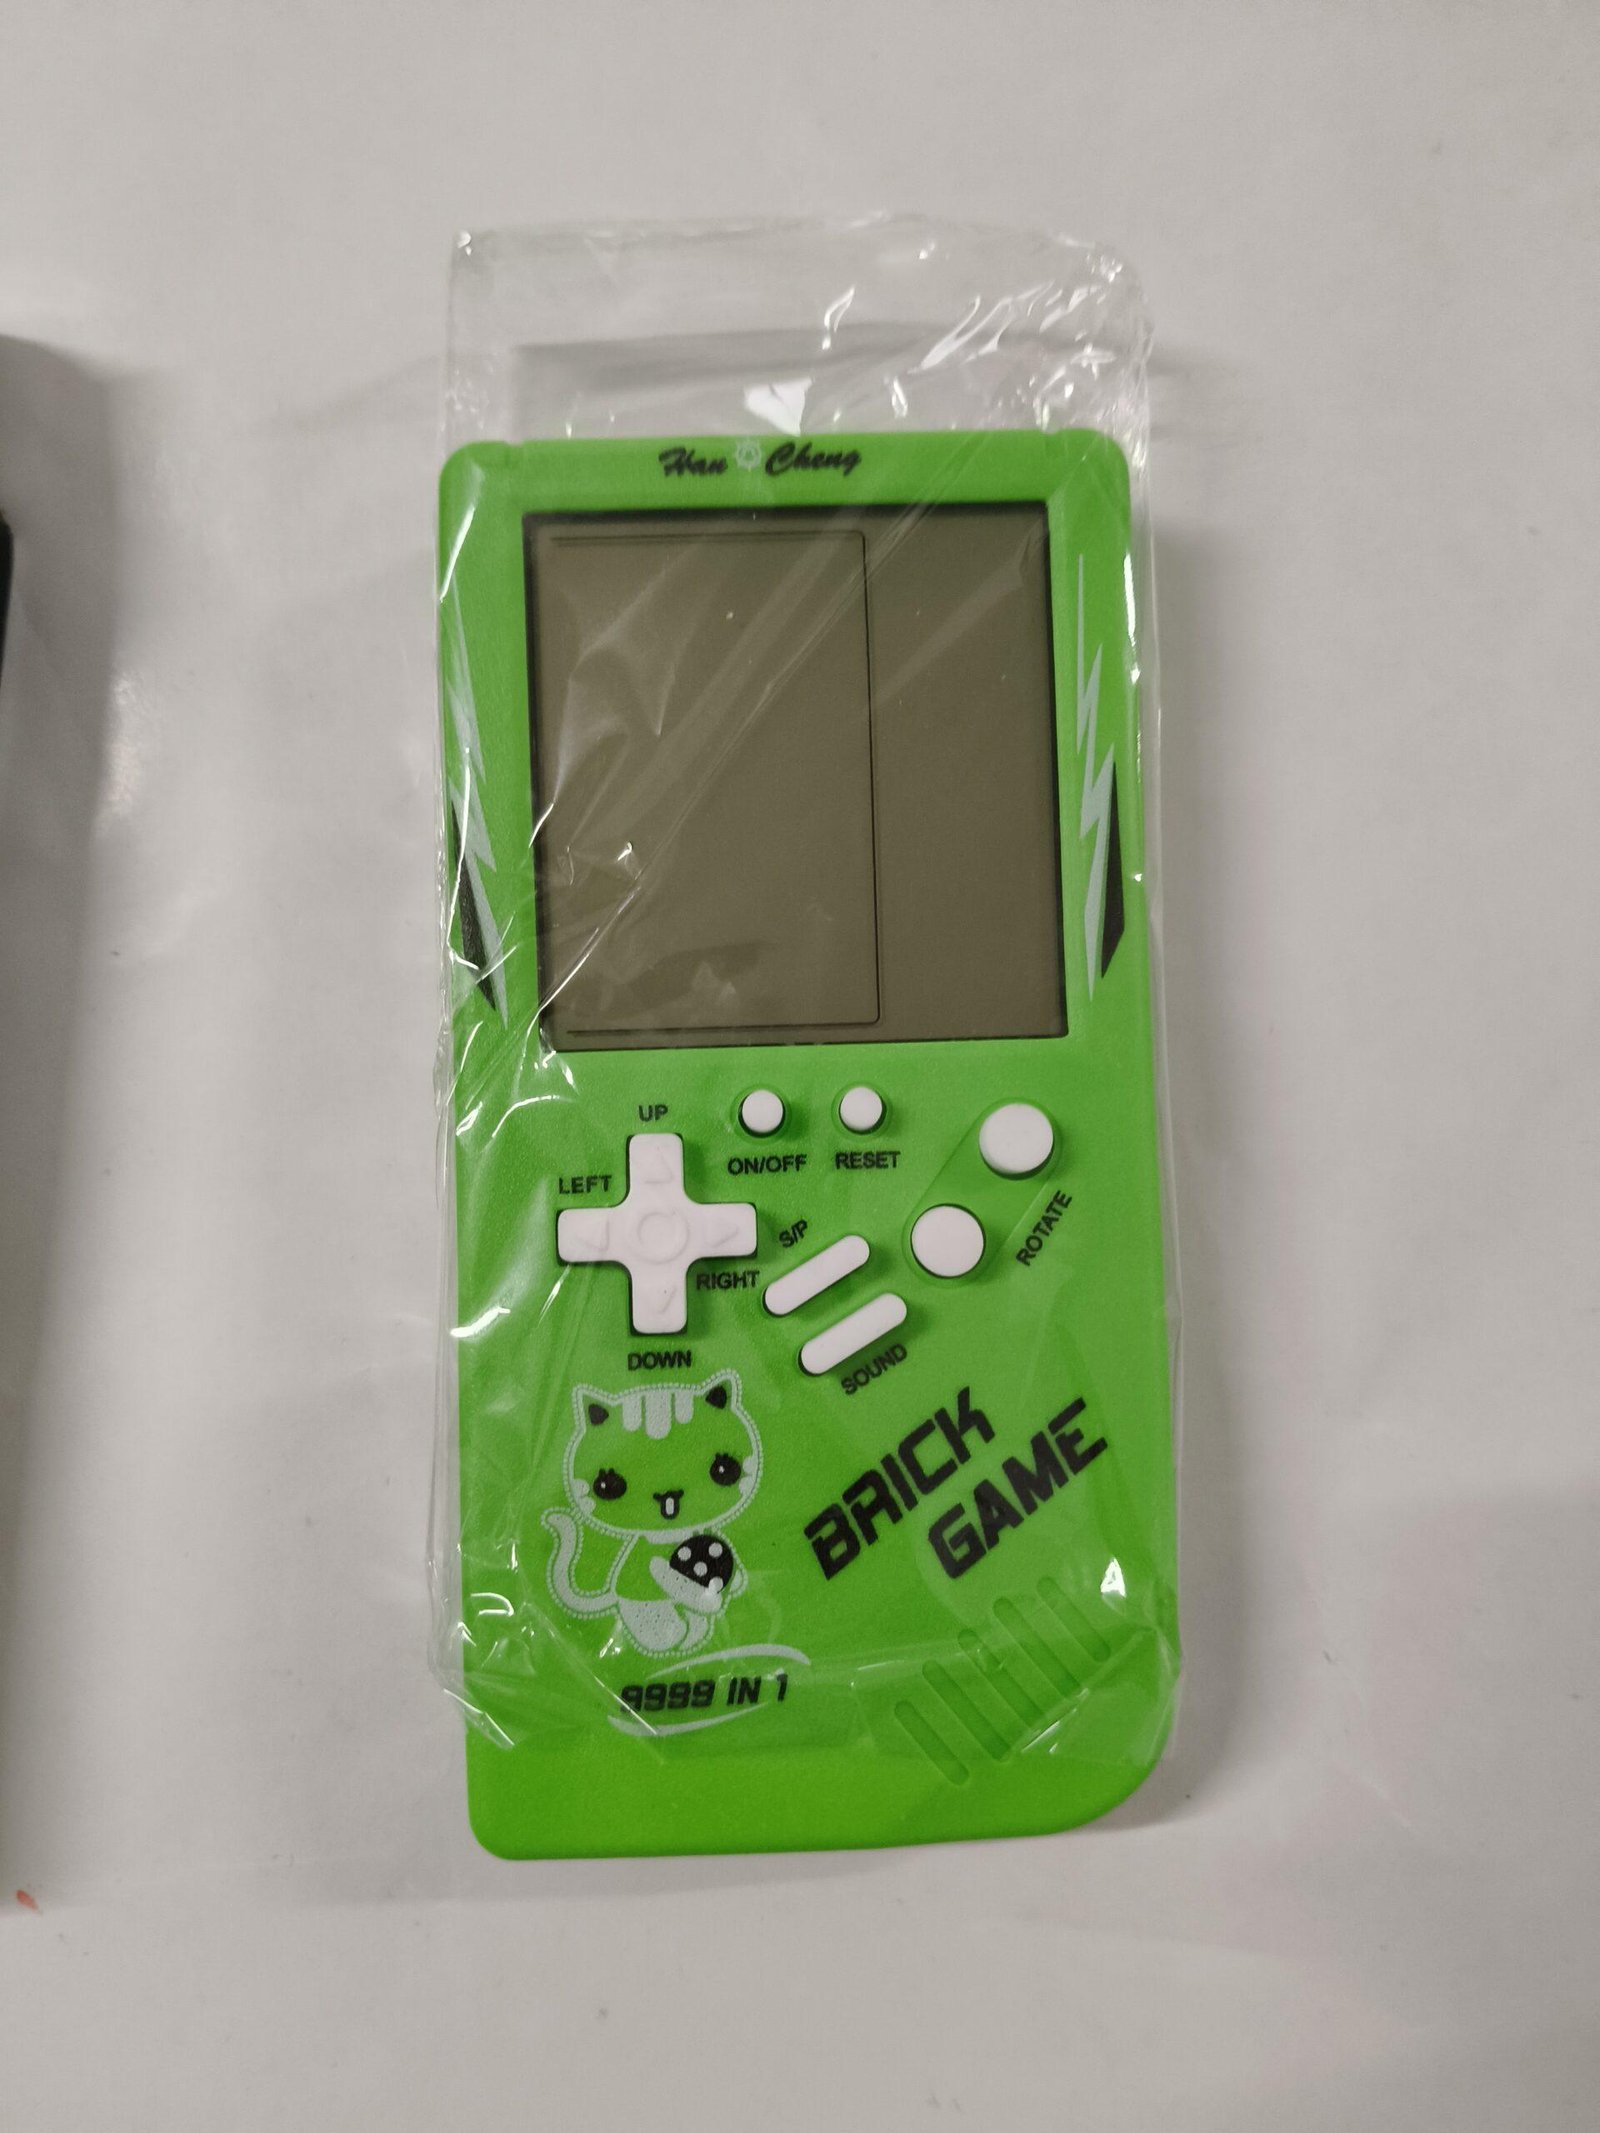 Han Cheng
UP
LEFT
RIGHT
DOWN
ON/OFF
RESET
S/P
SOUND
ROTATE
BRICK
GAME
9999 IN 1